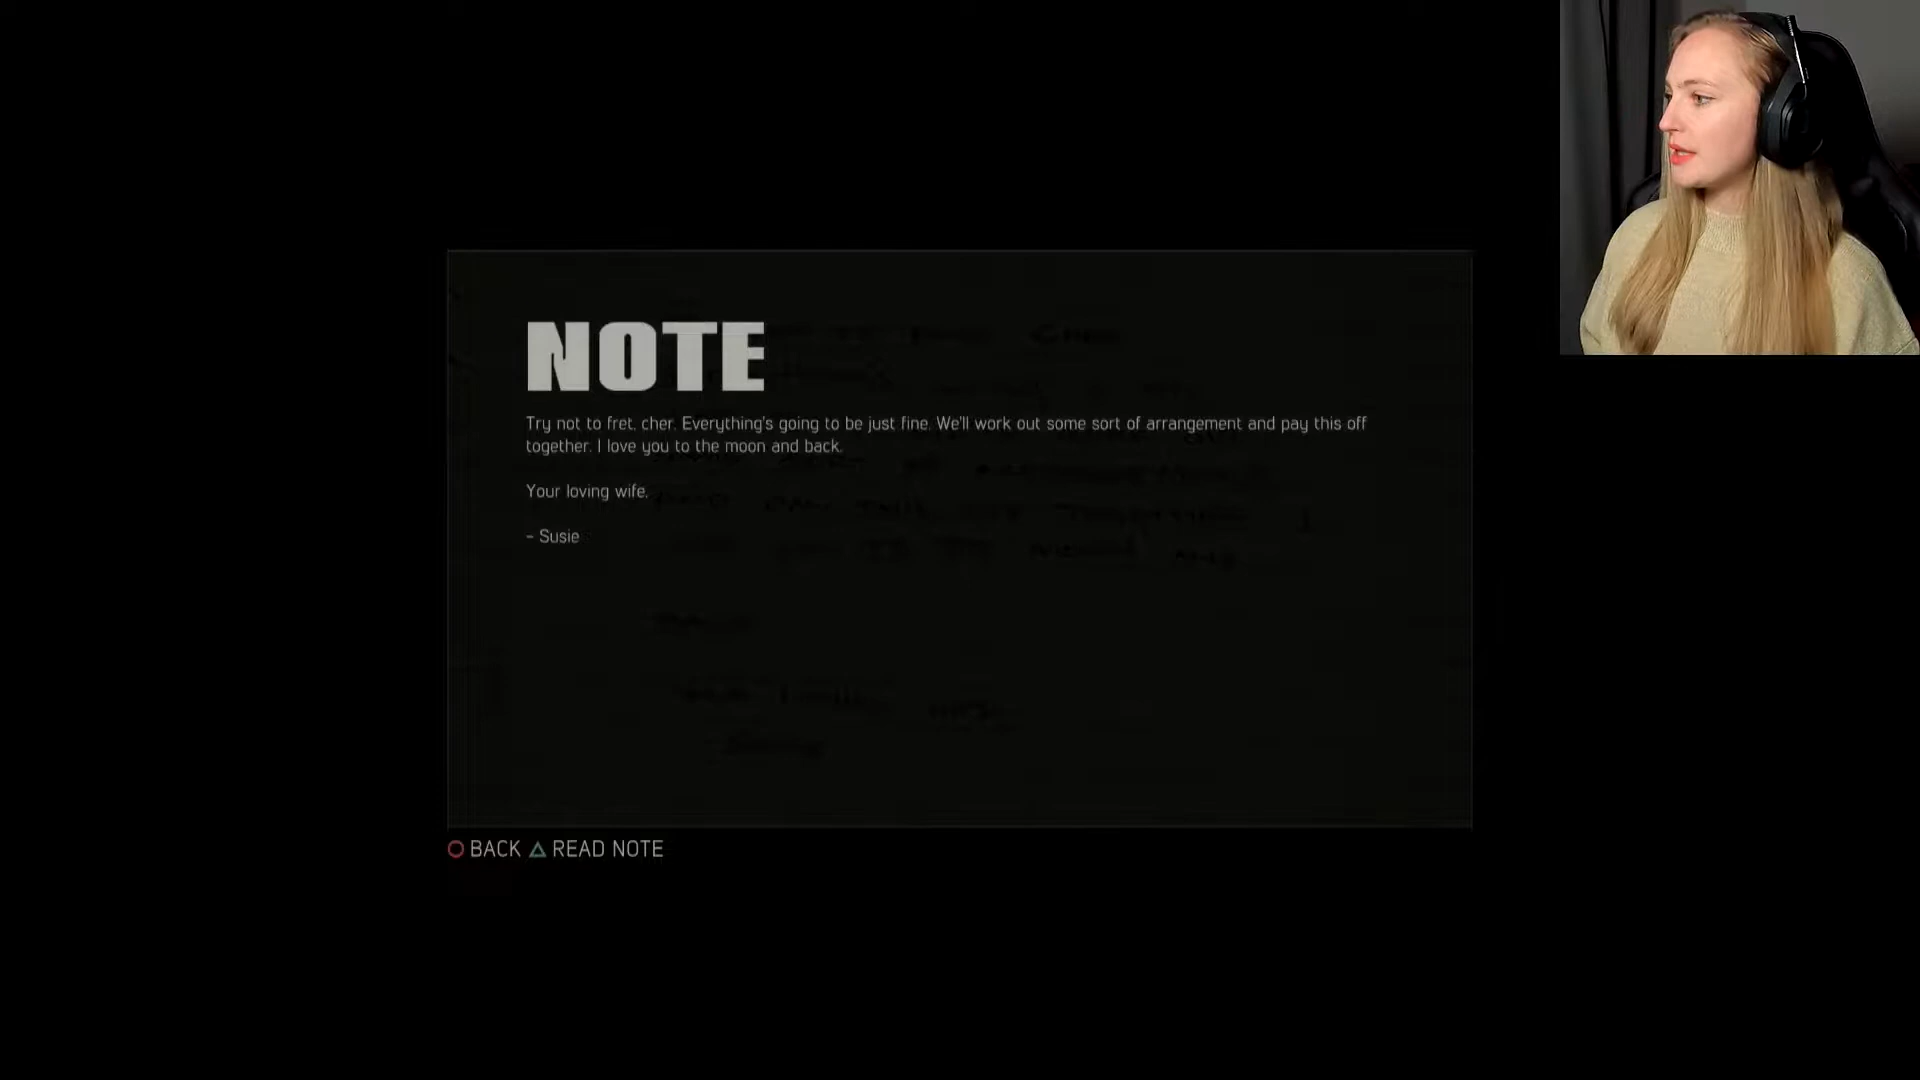 NOTE
Try not to fret, cher. Everything's going to be just fine. We'll work out some sort of arrangement and pay this off
together. I love you to the moon and back.
Your loving wife.
- Susie
BACK READ NOTE